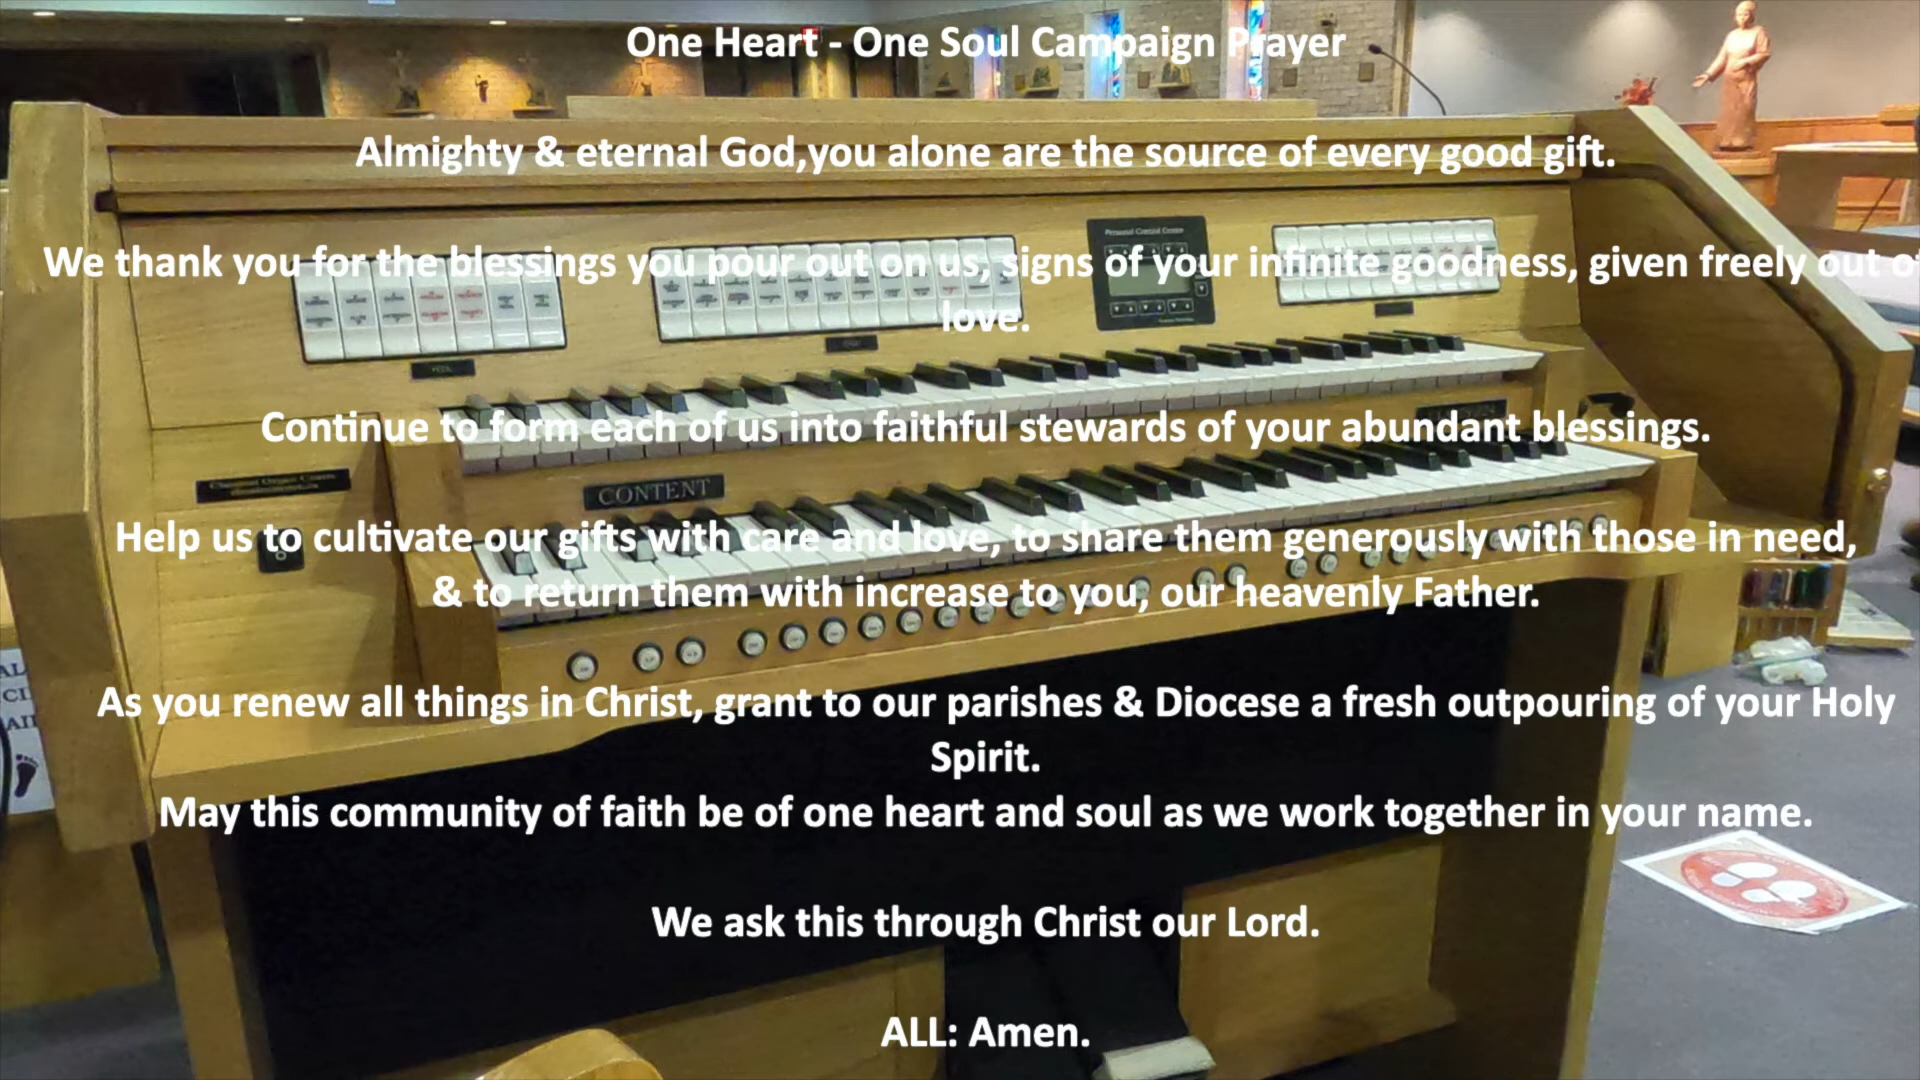 One Heart - One Soul Campaign Prayer
Almighty & eternal God,you alone are the source of every good gift.
We thank you for the blessings you pour out on us, signs of your infinite goodness, given freely out of
love.
Continue to form each of us into faithful stewards of your abundant blessings.
CONTENT
Help us to cultivate our gifts with care and love, to share them generously with those in need,
& to return them with increase to you, our heavenly Father.
As you renew all things in Christ, grant to our parishes & Diocese a fresh outpouring of your Holy
Spirit.
May this community of faith be of one heart and soul as we work together in your name.
We ask this through Christ our Lord.
ALL: Amen.